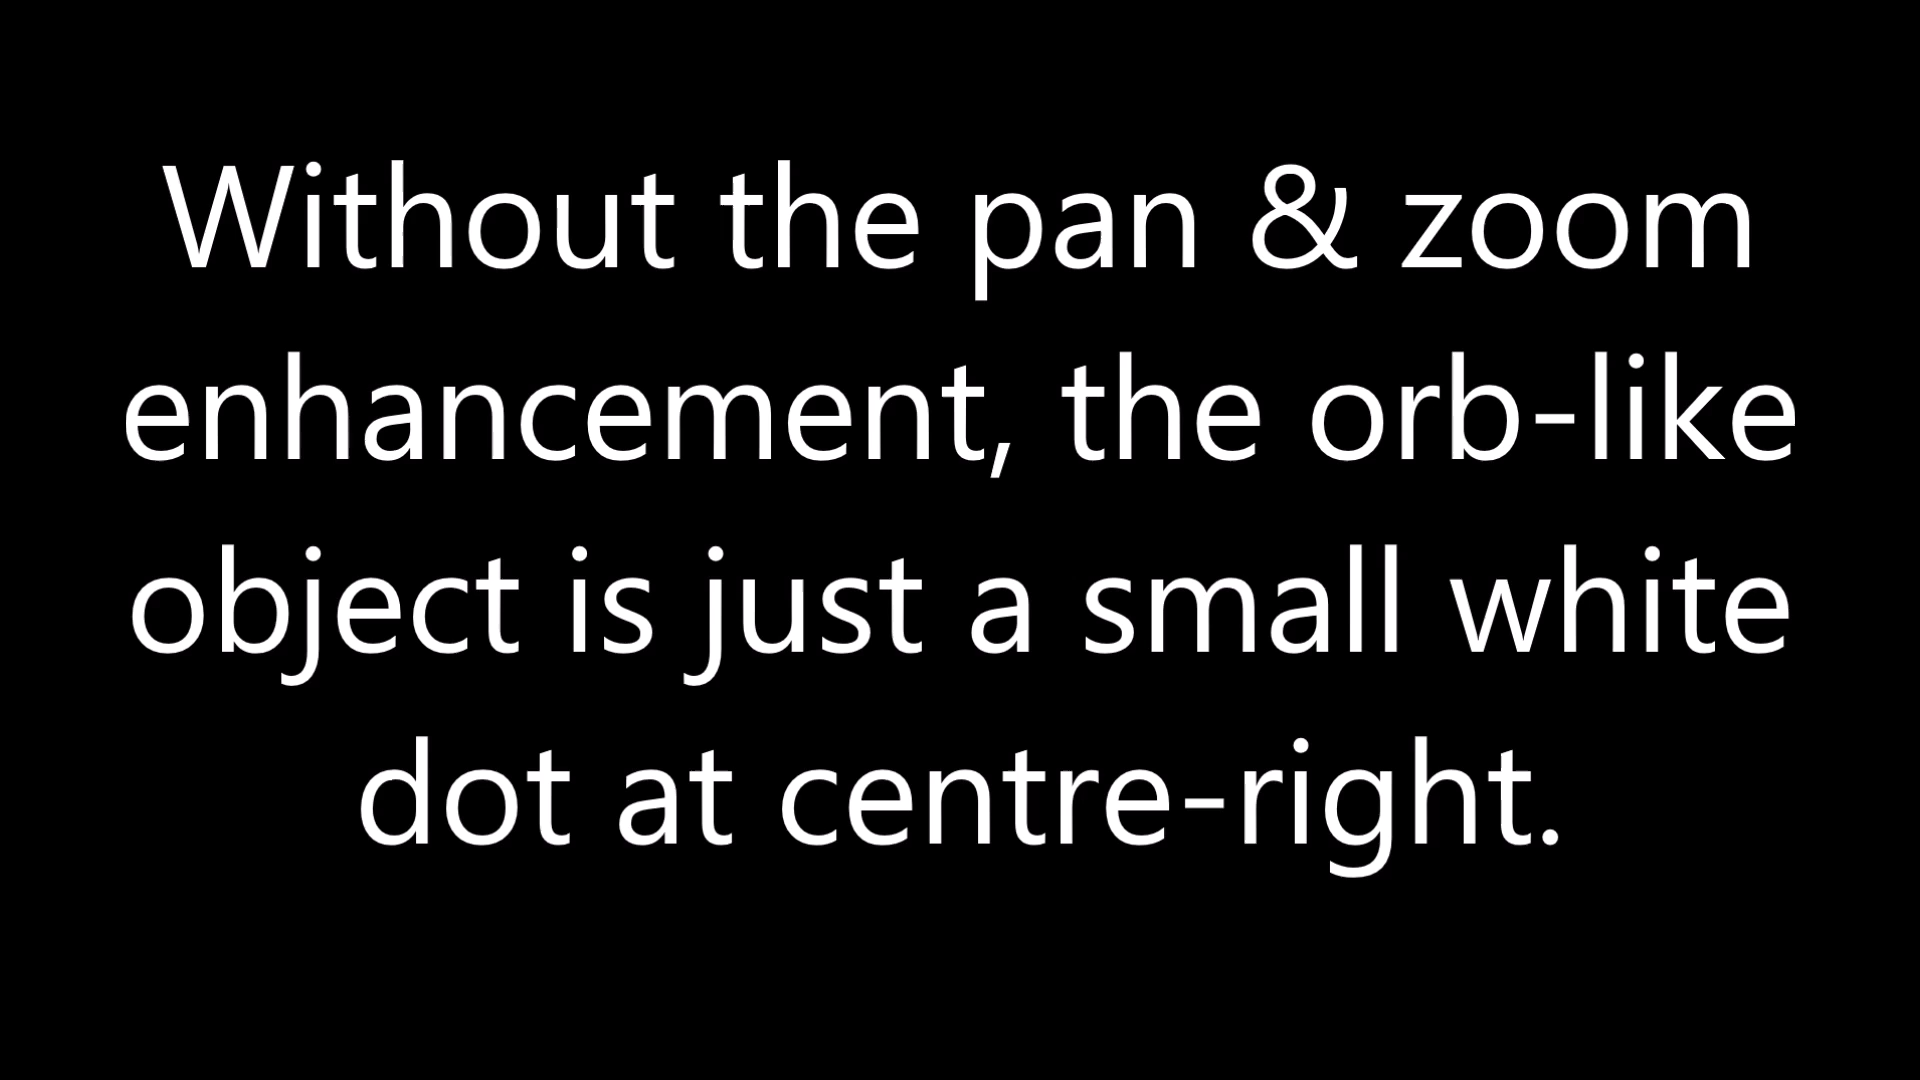 Without the pan & zoom
enhancement, the orb-like
object is just a small white
dot at centre-right.